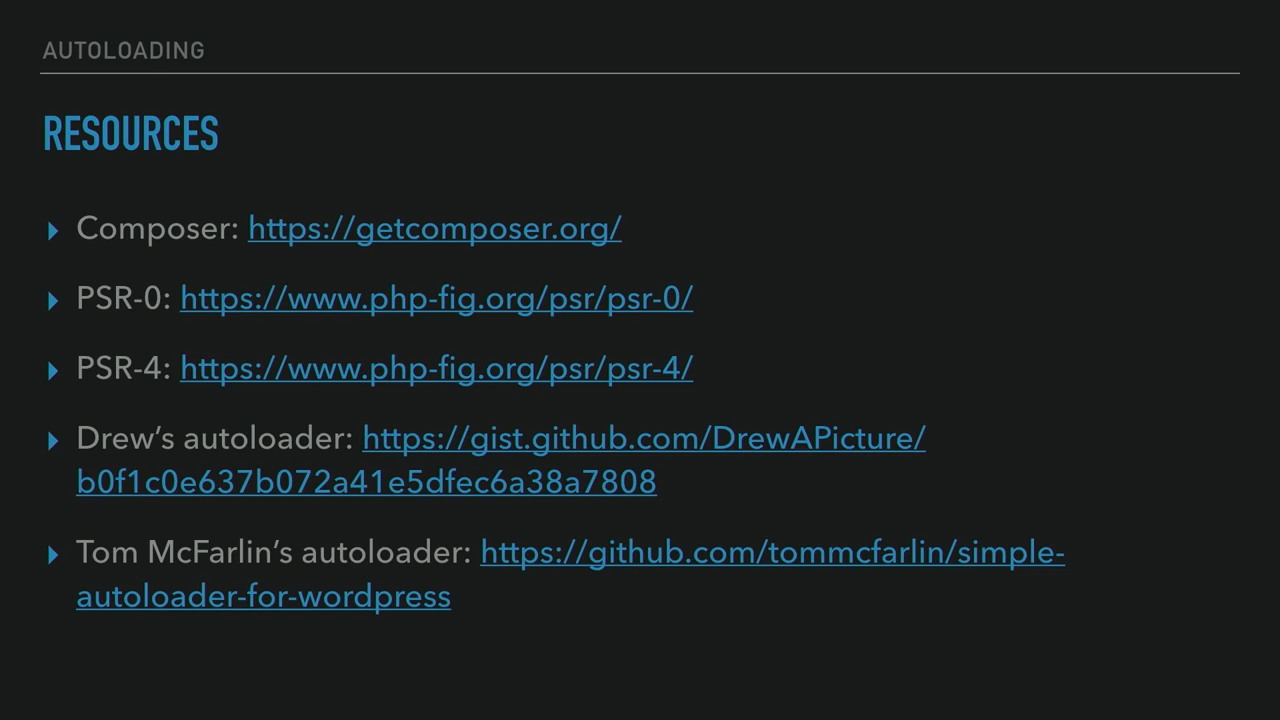 AUTOLOADING
RESOURCES
▸ Composer: https://getcomposer.org/
▸ PSR-0: https://www.php-fig.org/psr/psr-0/
▸ PSR-4: https://www.php-fig.org/psr/psr-4/
▸ Drew’s autoloader: https://gist.github.com/DrewAPicture/
b0f1c0e637b072a41e5dfec6a38a7808
▸ Tom McFarlin’s autoloader: https://github.com/tommcfarlin/simple-
autoloader-for-wordpress